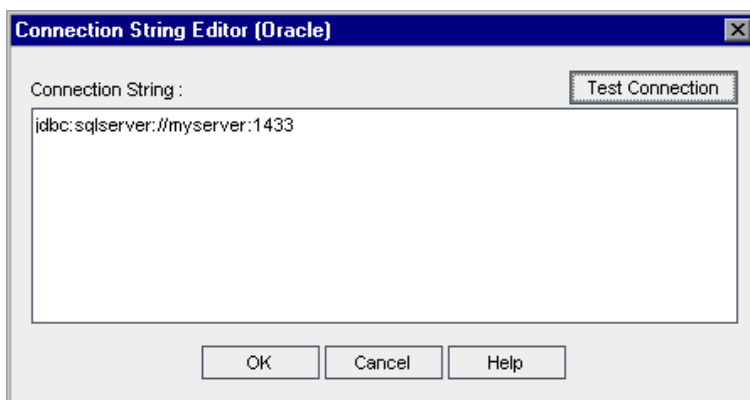 Connection String Editor (Oracle)
Connection String :
Test Connection
jdbc:sqlserver://myserver:1433
OK
Cancel
Help